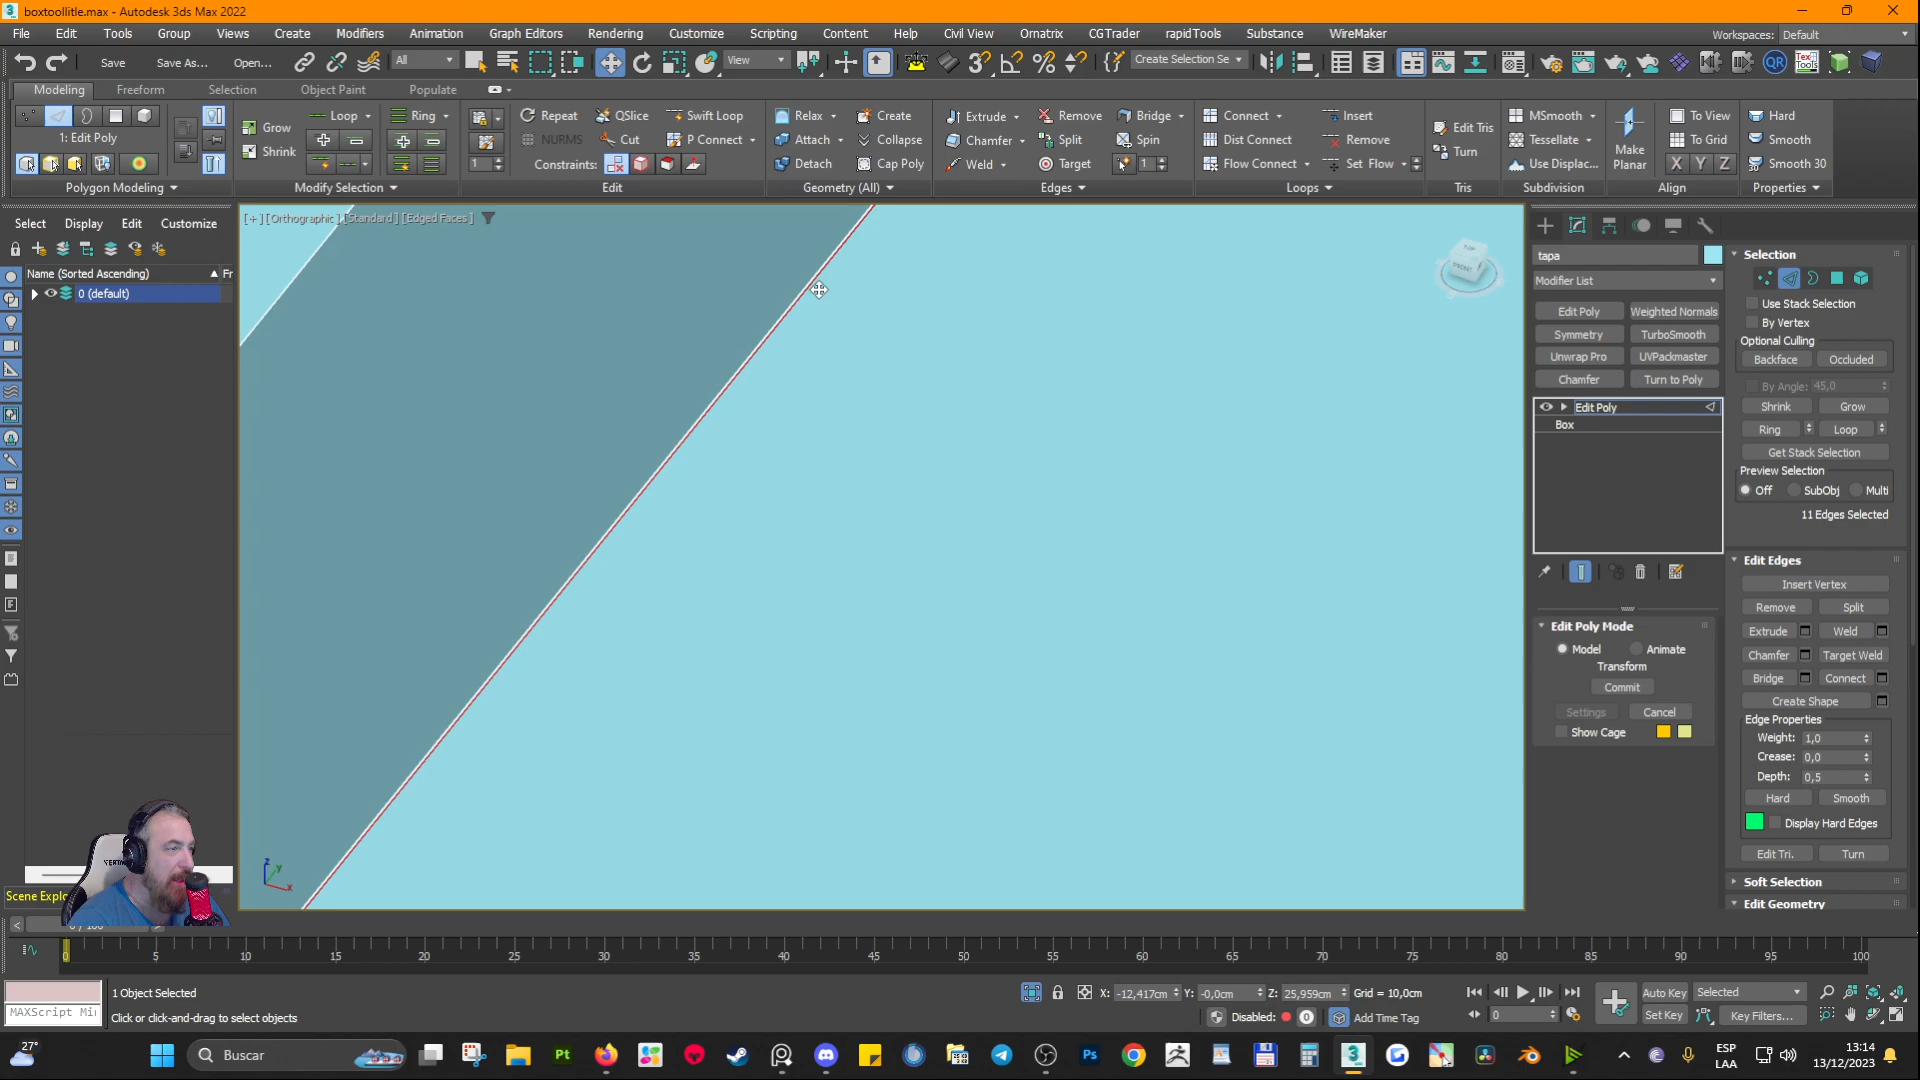 boxtoollitle.max - Autodesk 3ds Max 2022
File Edit Tools Group Views Create Modifiers Animation Graph Editors Rendering Customize Scripting Content Help Civil View Ornatrix CGTrader rapidTools Substance WireMaker Workspaces: Default
Save Save As... Open... All View Create Selection Se
Modeling Freeform Selection Object Paint Populate
Loop Ring Repeat QSlice Swift Loop Relax Create Extrude Remove Bridge Connect Insert MSmooth To View Hard
1: Edit Poly Grow NURMS Cut P Connect Attach Collapse Chamfer Split Spin Dist Connect Remove Edit Tris Tessellate Make Planar To Grid Smooth
Shrink 1 Constraints: Detach Cap Poly Weld Target 1 Flow Connect Set Flow Turn Use Displac... X Y Z Smooth 30
Polygon Modeling Modify Selection Edit Geometry (All) Edges Loops Tris Subdivision Align Properties
Select Display Edit Customize
[+] [Orthographic] [Standard] [Edged Faces]
Name (Sorted Ascending) Fr
0 (default)
TOP
FRONT
tapa
Modifier List
Edit Poly Weighted Normals
Symmetry TurboSmooth
Unwrap Pro UVPackmaster
Chamfer Turn to Poly
Edit Poly
Box
Edit Poly Mode
Model Animate
Transform
Commit
Settings Cancel
Show Cage
Selection
Use Stack Selection
By Vertex
Optional Culling
Backface Occluded
By Angle: 45,0
Shrink Grow
Ring Loop
Get Stack Selection
Preview Selection
Off SubObj Multi
11 Edges Selected
Edit Edges
Insert Vertex
Remove Split
Extrude Weld
Chamfer Target Weld
Bridge Connect
Create Shape
Edge Properties
Weight: 1,0
Crease: 0,0
Depth: 0,5
Hard Smooth
Display Hard Edges
Edit Tri. Turn
Soft Selection
Edit Geometry
z y x
Scene Explo
0 / 100
0 5 10 15 20 25 30 35 40 45 50 55 60 65 70 75 80 85 90 95 100
1 Object Selected X: -12,417cm Y: -0,0cm Z: 25,959cm Grid = 10,0cm Auto Key Selected
MAXScript Mi Click or click-and-drag to select objects Disabled: 0 Add Time Tag 0 Set Key Key Filters...
27° Buscar Pt Ps 3 ESP LAA 13:14 13/12/2023